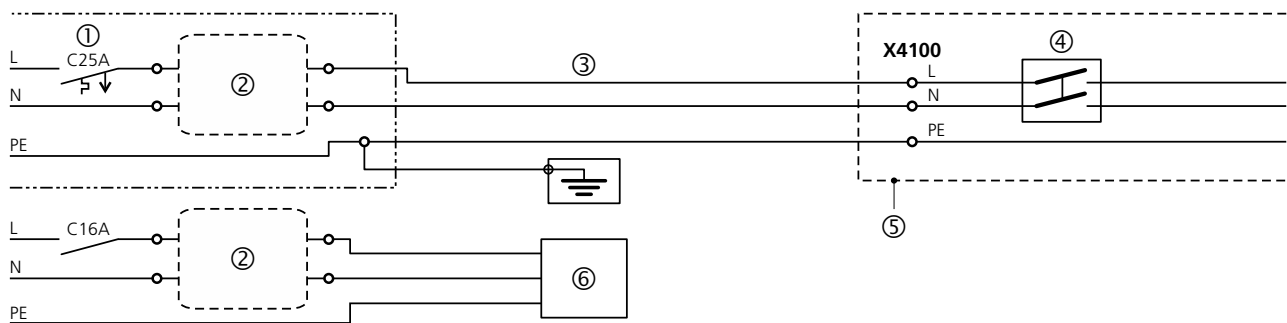 ①
L C25A
②
N
PE
③
X4100
L
N
PE
④
⑤
L C16A
②
N
PE
⑥